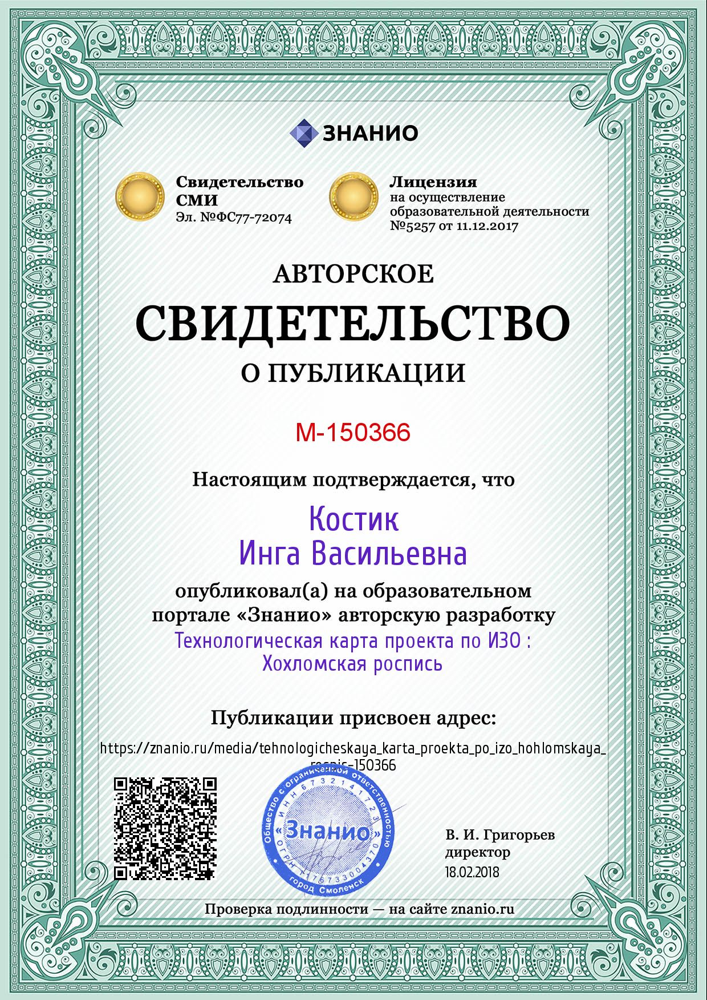 ЗНАНИО
Свидетельство
СМИ
Эл. №ФС77-72074
Лицензия
на осуществление
образовательной деятельности
№5257 от 11.12.2017
АВТОРСКОЕ
СВИДЕТЕЛЬСТВО
О ПУБЛИКАЦИИ
М-150366
Настоящим подтверждается, что
Костик
Инга Васильевна
опубликовал(а) на образовательном
портале «Знанио» авторскую разработку
Технологическая карта проекта по ИЗО :
Хохломская роспись
Публикации присвоен адрес:
https://znanio.ru/media/tehnologicheskaya_karta_proekta_po_izo_hohlomskaya_
rospis-150366
Общество с ограниченной ответственностью
ИНН 6732141723
«Знанио»
ОГРН 1176733004370
город Смоленск
В. И. Григорьев
директор
18.02.2018
Проверка подлинности — на сайте znanio.ru